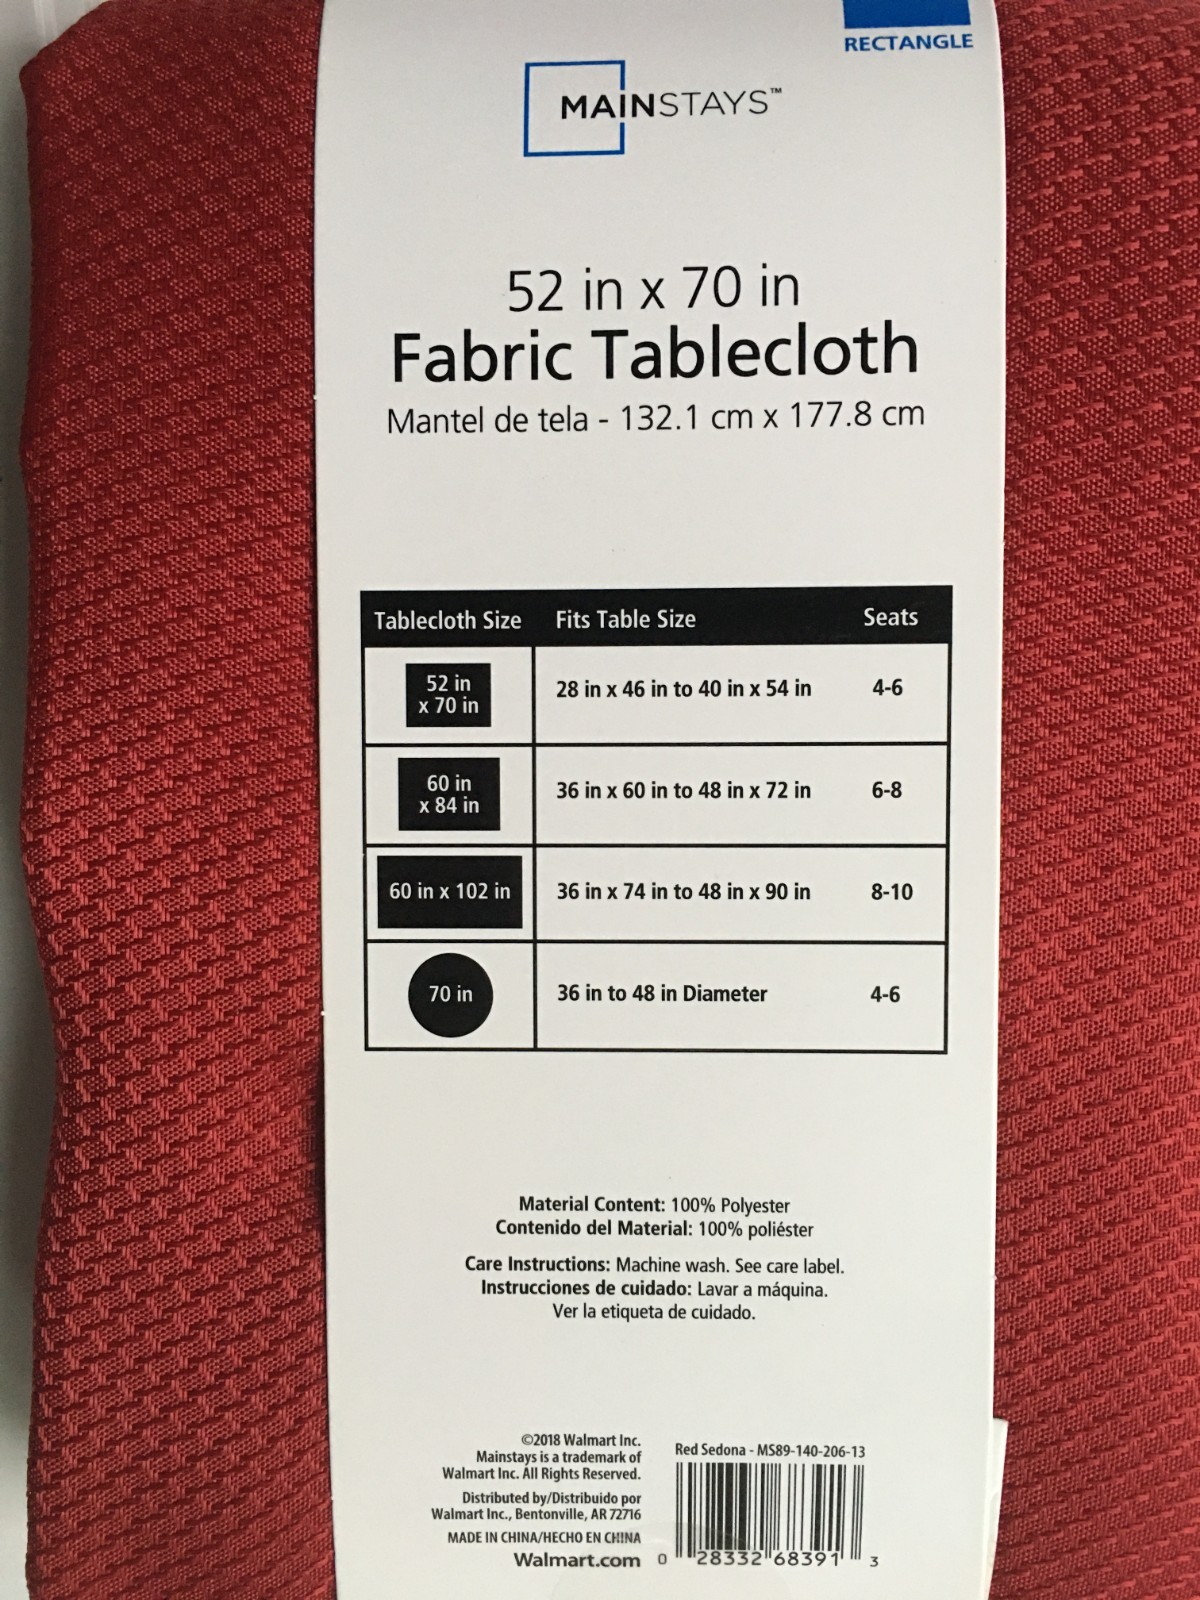 RECTANGLE
MAINSTAYS™
52 in x 70 in
Fabric Tablecloth
Mantel de tela - 132.1 cm x 177.8 cm
Tablecloth Size Fits Table Size Seats
52 in
x 70 in
28 in x 46 in to 40 in x 54 in 4-6
60 in
x 84 in
36 in x 60 in to 48 in x 72 in 6-8
60 in x 102 in 36 in x 74 in to 48 in x 90 in 8-10
70 in 36 in to 48 in Diameter 4-6
Material Content: 100% Polyester
Contenido del Material: 100% poliéster
Care Instructions: Machine wash. See care label.
Instrucciones de cuidado: Lavar a máquina.
Ver la etiqueta de cuidado.
©2018 Walmart Inc.
Mainstays is a trademark of
Walmart Inc. All Rights Reserved.
Distributed by/Distribuido por
Walmart Inc., Bentonville, AR 72716
MADE IN CHINA/HECHO EN CHINA
Walmart.com
Red Sedona - MS89-140-206-13
0 28332 68391 3